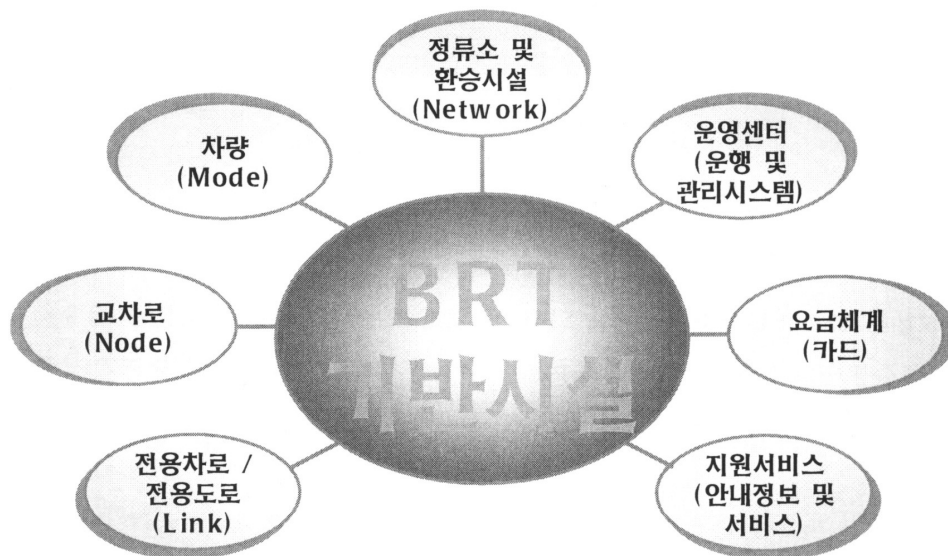 정류소 및
환승시설
(Network)
차량
(Mode)
운영센터
(운행 및
관리시스템)
교차로
(Node)
BRT
기반시설
요금체계
(카드)
전용차로 /
전용도로
(Link)
지원서비스
(안내정보 및
서비스)